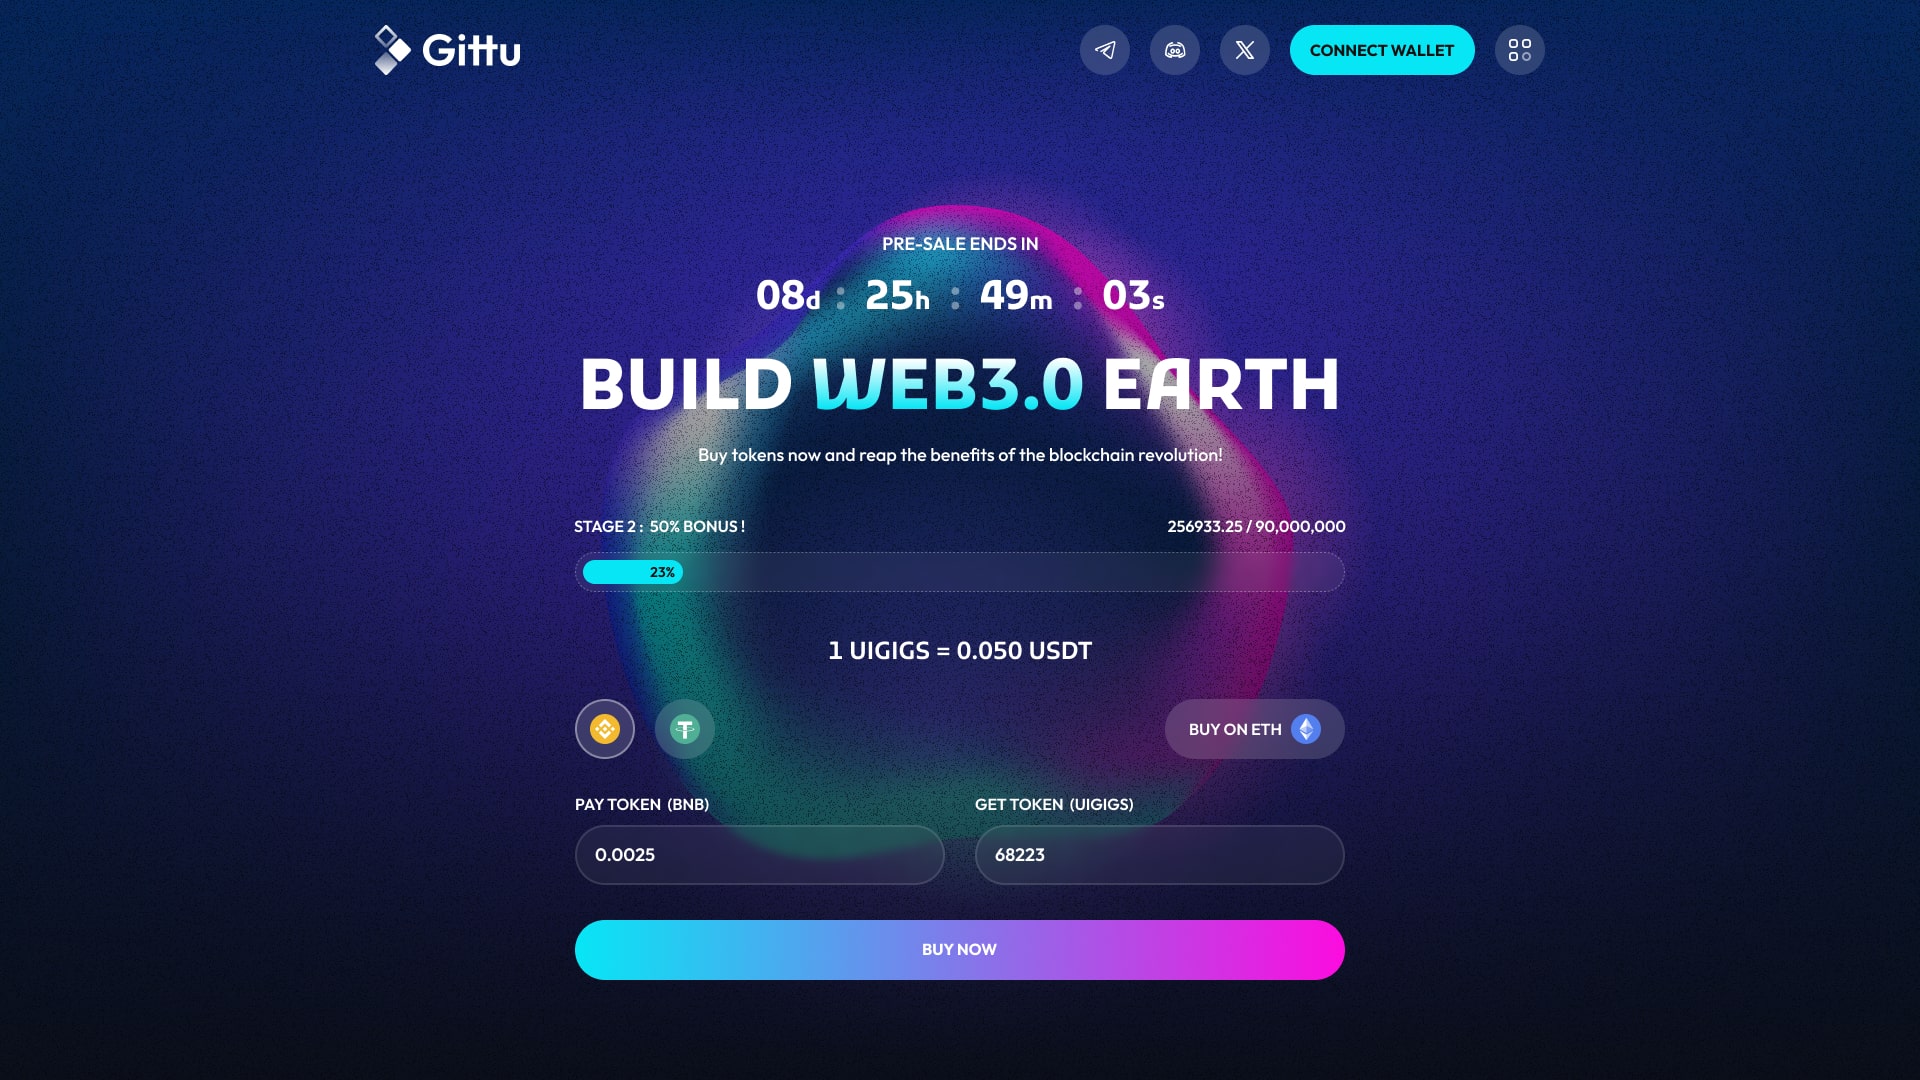 Gittu
CONNECT WALLET
PRE-SALE ENDS IN
08d : 25h : 49m : 03s
BUILD WEB3.0 EARTH
Buy tokens now and reap the benefits of the blockchain revolution!
STAGE 2 : 50% BONUS !
256933.25 / 90,000,000
23%
1 UIGIGS = 0.050 USDT
BUY ON ETH
PAY TOKEN (BNB)
GET TOKEN (UIGIGS)
0.0025
68223
BUY NOW